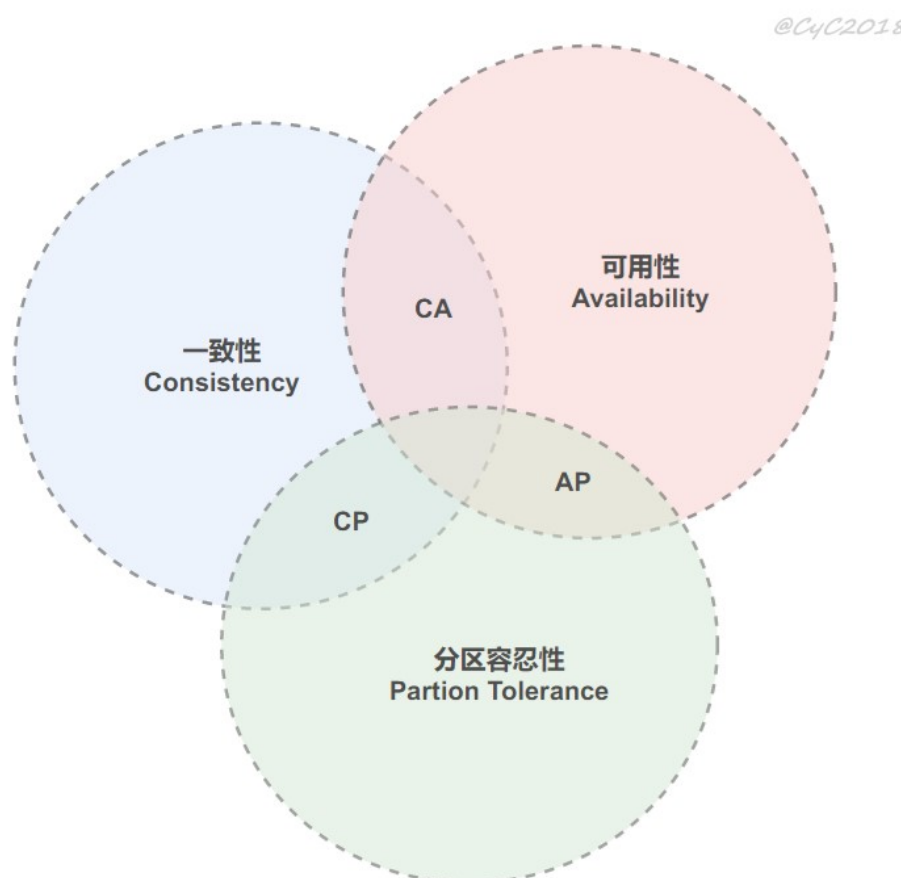 @CyC2018
可用性
Availability
CA
一致性
Consistency
AP
CP
分区容忍性
Partion Tolerance